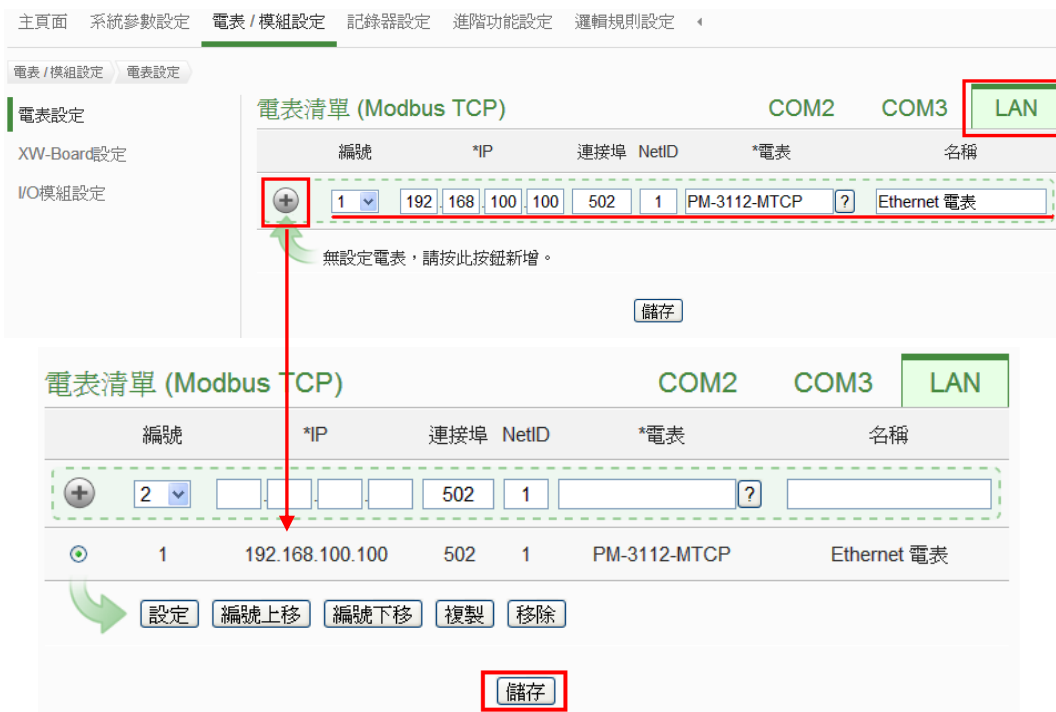 主頁面 系統參數設定 電表 / 模組設定 記錄器設定 進階功能設定 邏輯規則設定
電表 / 模組設定 電表設定
電表設定
XW-Board設定
I/O模組設定
電表清單 (Modbus TCP) COM2 COM3 LAN
編號 *IP 連接埠 NetID *電表 名稱
1 192 . 168 . 100 . 100 502 1 PM-3112-MTCP ? Ethernet 電表
無設定電表，請按此按鈕新增。
儲存
電表清單 (Modbus TCP) COM2 COM3 LAN
編號 *IP 連接埠 NetID *電表 名稱
2 . . . 502 1 ?
1 192.168.100.100 502 1 PM-3112-MTCP Ethernet 電表
設定 編號上移 編號下移 複製 移除
儲存